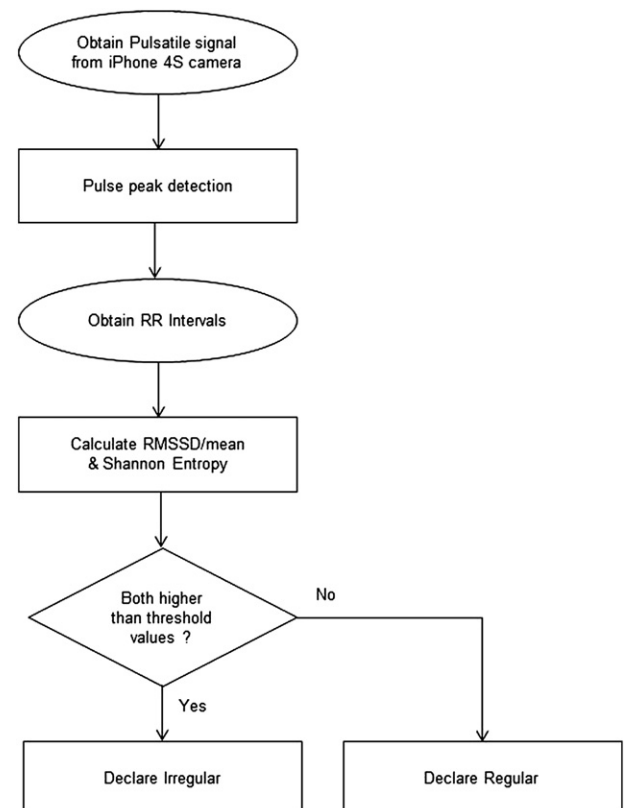 Obtain Pulsatile signal
from iPhone 4S camera
Pulse peak detection
Obtain RR Intervals
Calculate RMSSD/mean
& Shannon Entropy
Both higher
than threshold
values ?
No
Yes
Declare Irregular
Declare Regular